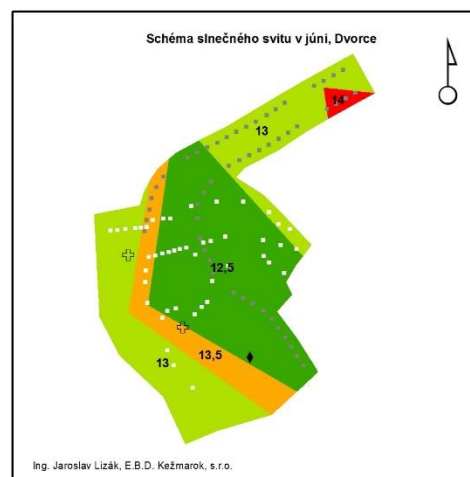 Schéma slnečného svitu v júni, Dvorce
14
13
12,5
13,5
13
Ing. Jaroslav Lizák, E.B.D. Kežmarok, s.r.o.